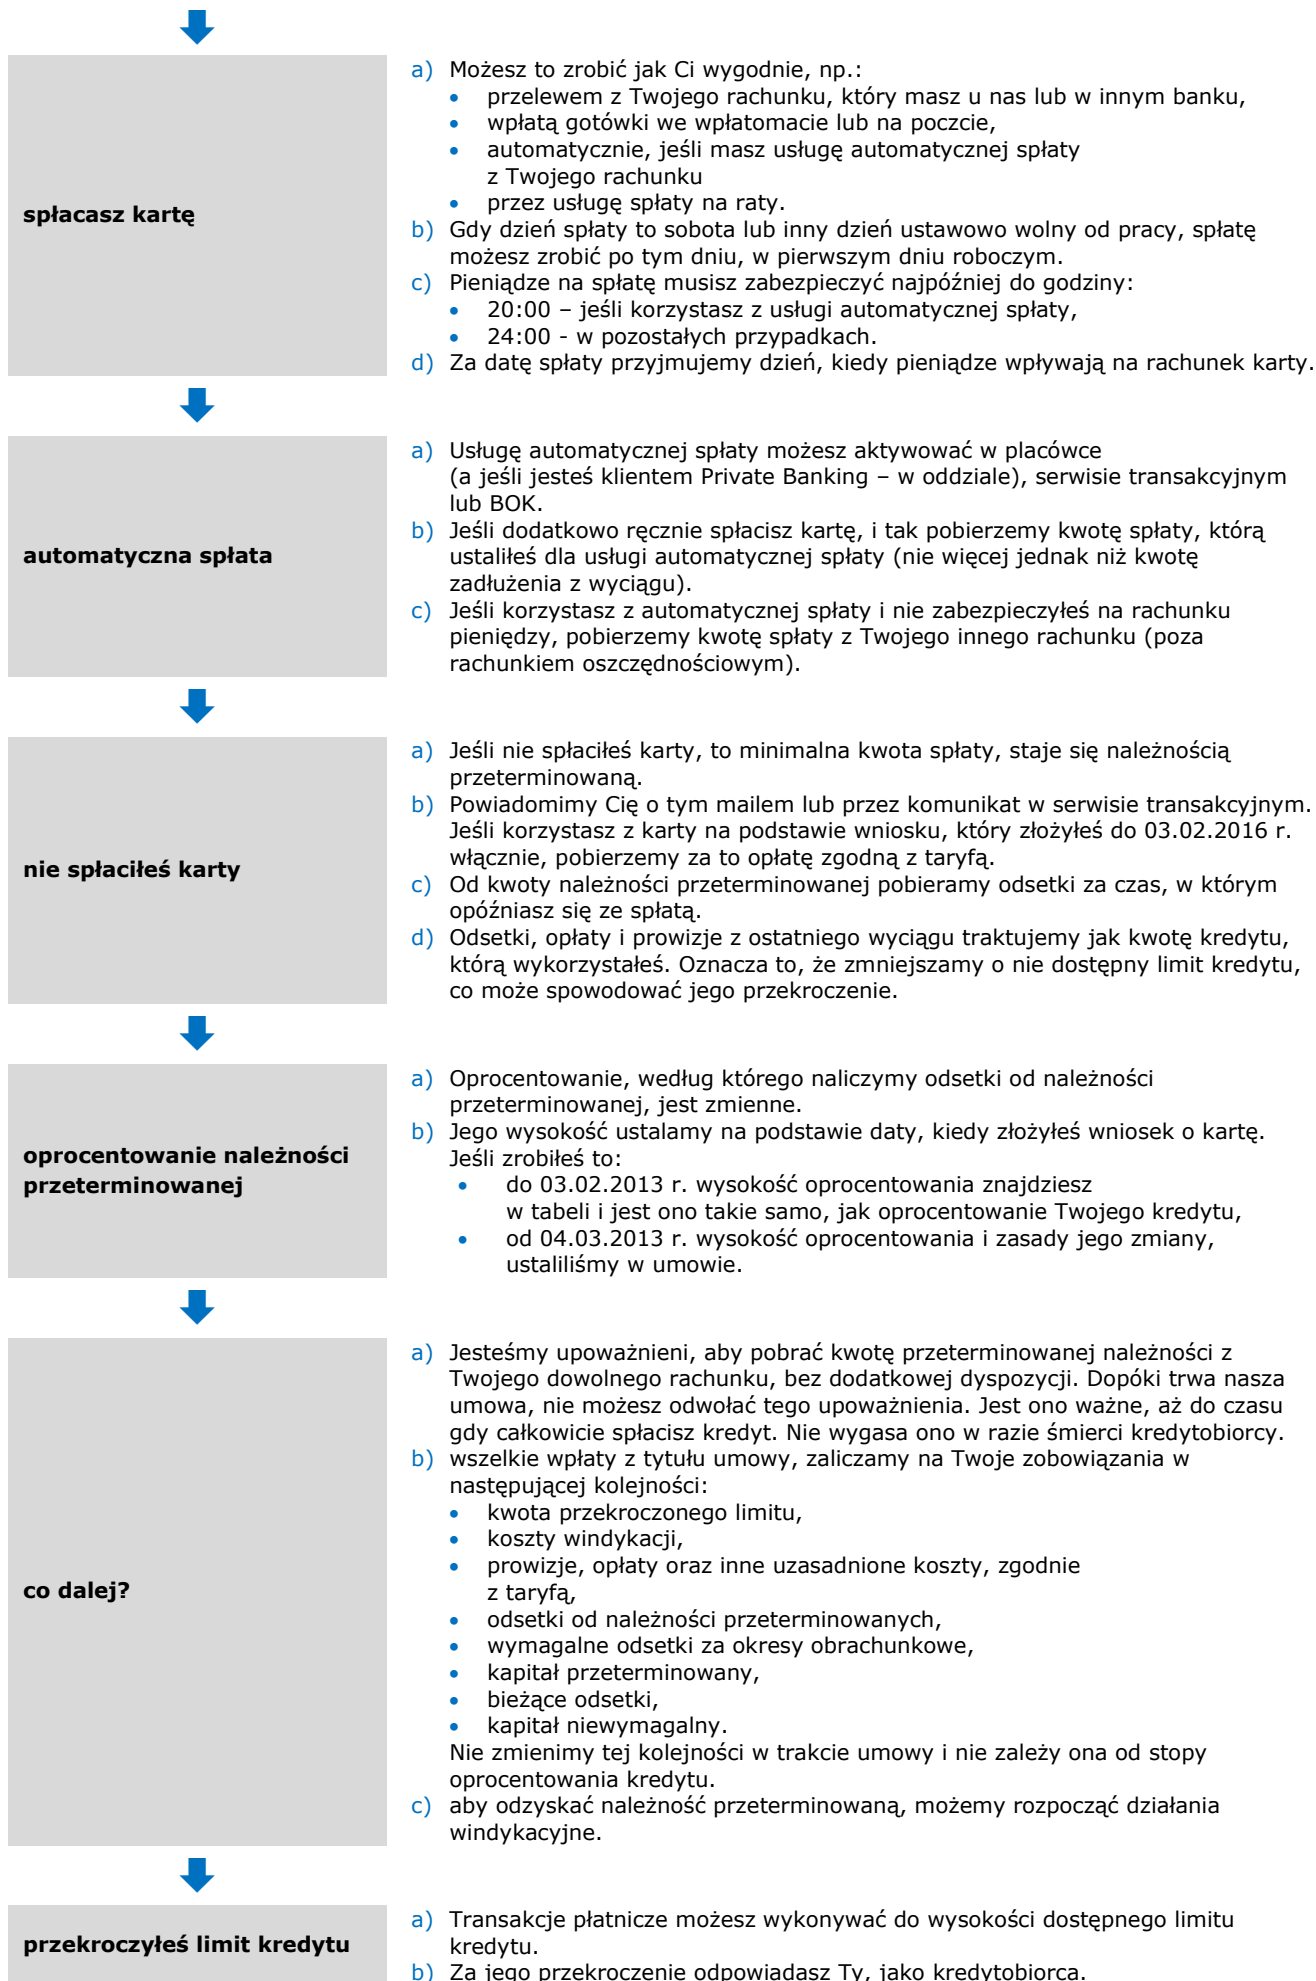 spłacasz kartę
a) Możesz to zrobić jak Ci wygodnie, np.:
• przelewem z Twojego rachunku, który masz u nas lub w innym banku,
• wpłatą gotówki we wpłatomacie lub na poczcie,
• automatycznie, jeśli masz usługę automatycznej spłaty
z Twojego rachunku
• przez usługę spłaty na raty.
b) Gdy dzień spłaty to sobota lub inny dzień ustawowo wolny od pracy, spłatę
możesz zrobić po tym dniu, w pierwszym dniu roboczym.
c) Pieniądze na spłatę musisz zabezpieczyć najpóźniej do godziny:
• 20:00 – jeśli korzystasz z usługi automatycznej spłaty,
• 24:00 - w pozostałych przypadkach.
d) Za datę spłaty przyjmujemy dzień, kiedy pieniądze wpływają na rachunek karty.
automatyczna spłata
a) Usługę automatycznej spłaty możesz aktywować w placówce
(a jeśli jesteś klientem Private Banking – w oddziale), serwisie transakcyjnym
lub BOK.
b) Jeśli dodatkowo ręcznie spłacisz kartę, i tak pobierzemy kwotę spłaty, którą
ustaliłeś dla usługi automatycznej spłaty (nie więcej jednak niż kwotę
zadłużenia z wyciągu).
c) Jeśli korzystasz z automatycznej spłaty i nie zabezpieczyłeś na rachunku
pieniędzy, pobierzemy kwotę spłaty z Twojego innego rachunku (poza
rachunkiem oszczędnościowym).
nie spłaciłeś karty
a) Jeśli nie spłaciłeś karty, to minimalna kwota spłaty, staje się należnością
przeterminowaną.
b) Powiadomimy Cię o tym mailem lub przez komunikat w serwisie transakcyjnym.
Jeśli korzystasz z karty na podstawie wniosku, który złożyłeś do 03.02.2016 r.
włącznie, pobierzemy za to opłatę zgodną z taryfą.
c) Od kwoty należności przeterminowanej pobieramy odsetki za czas, w którym
opóźniasz się ze spłatą.
d) Odsetki, opłaty i prowizje z ostatniego wyciągu traktujemy jak kwotę kredytu,
którą wykorzystałeś. Oznacza to, że zmniejszamy o nie dostępny limit kredytu,
co może spowodować jego przekroczenie.
oprocentowanie należności
przeterminowanej
a) Oprocentowanie, według którego naliczymy odsetki od należności
przeterminowanej, jest zmienne.
b) Jego wysokość ustalamy na podstawie daty, kiedy złożyłeś wniosek o kartę.
Jeśli zrobiłeś to:
• do 03.02.2013 r. wysokość oprocentowania znajdziesz
w tabeli i jest ono takie samo, jak oprocentowanie Twojego kredytu,
• od 04.03.2013 r. wysokość oprocentowania i zasady jego zmiany,
ustaliliśmy w umowie.
co dalej?
a) Jesteśmy upoważnieni, aby pobrać kwotę przeterminowanej należności z
Twojego dowolnego rachunku, bez dodatkowej dyspozycji. Dopóki trwa nasza
umowa, nie możesz odwołać tego upoważnienia. Jest ono ważne, aż do czasu
gdy całkowicie spłacisz kredyt. Nie wygasa ono w razie śmierci kredytobiorcy.
b) wszelkie wpłaty z tytułu umowy, zaliczamy na Twoje zobowiązania w
następującej kolejności:
• kwota przekroczonego limitu,
• koszty windykacji,
• prowizje, opłaty oraz inne uzasadnione koszty, zgodnie
z taryfą,
• odsetki od należności przeterminowanych,
• wymagalne odsetki za okresy obrachunkowe,
• kapitał przeterminowany,
• bieżące odsetki,
• kapitał niewymagalny.
Nie zmienimy tej kolejności w trakcie umowy i nie zależy ona od stopy
oprocentowania kredytu.
c) aby odzyskać należność przeterminowaną, możemy rozpocząć działania
windykacyjne.
przekroczyłeś limit kredytu
a) Transakcje płatnicze możesz wykonywać do wysokości dostępnego limitu
kredytu.
b) Za jego przekroczenie odpowiadasz Ty, jako kredytobiorca.